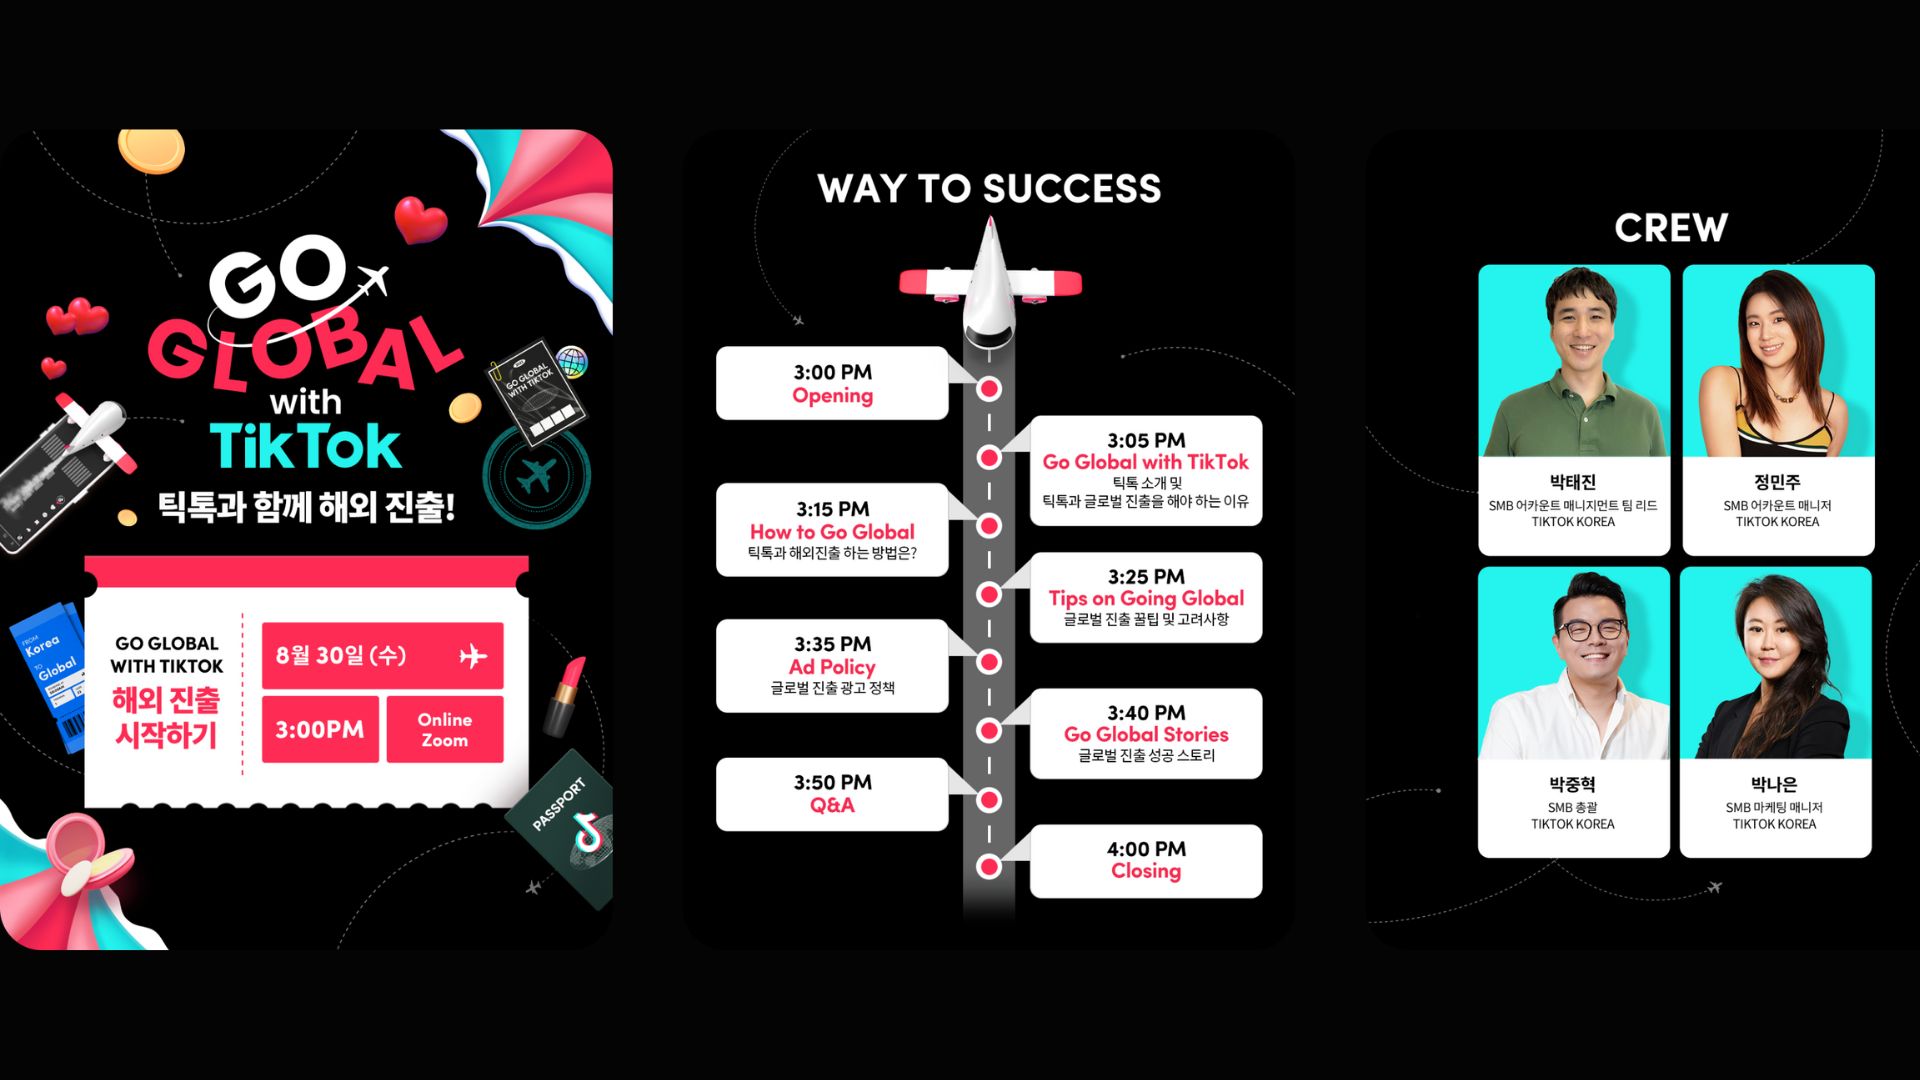 GO
GLOBAL
with
TikTok
틱톡과 함께 해외 진출!
GO GLOBAL
WITH TIKTOK
FROM
Korea
TO
Global
GO GLOBAL
WITH TIKTOK
해외 진출
시작하기
8월 30일 (수)
3:00PM
Online
Zoom
PASSPORT
WAY TO SUCCESS
3:00 PM
Opening
3:05 PM
Go Global with TikTok
틱톡 소개 및
틱톡과 글로벌 진출을 해야 하는 이유
3:15 PM
How to Go Global
틱톡과 해외진출 하는 방법은?
3:25 PM
Tips on Going Global
글로벌 진출 꿀팁 및 고려사항
3:35 PM
Ad Policy
글로벌 진출 광고 정책
3:40 PM
Go Global Stories
글로벌 진출 성공 스토리
3:50 PM
Q&A
4:00 PM
Closing
CREW
박태진
SMB 어카운트 매니지먼트 팀 리드
TIKTOK KOREA
정민주
SMB 어카운트 매니저
TIKTOK KOREA
박중혁
SMB 총괄
TIKTOK KOREA
박나은
SMB 마케팅 매니저
TIKTOK KOREA